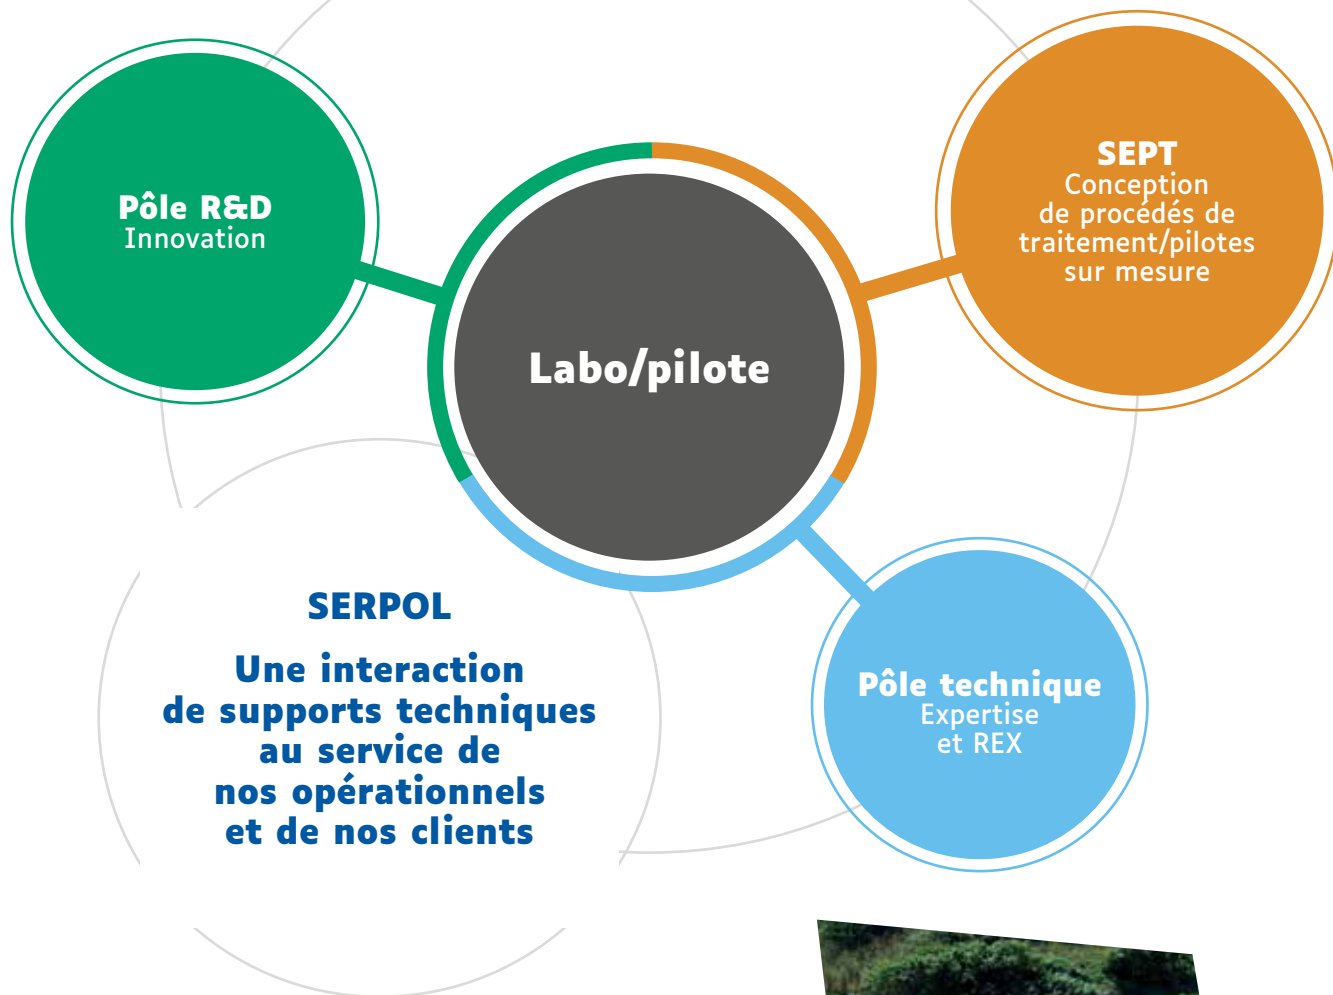 Pôle R&D
Innovation
SEPT
Conception
de procédés de
traitement/pilotes
sur mesure
Labo/pilote
SERPOL
Une interaction
de supports techniques
au service de
nos opérationnels
et de nos clients
Pôle technique
Expertise
et REX